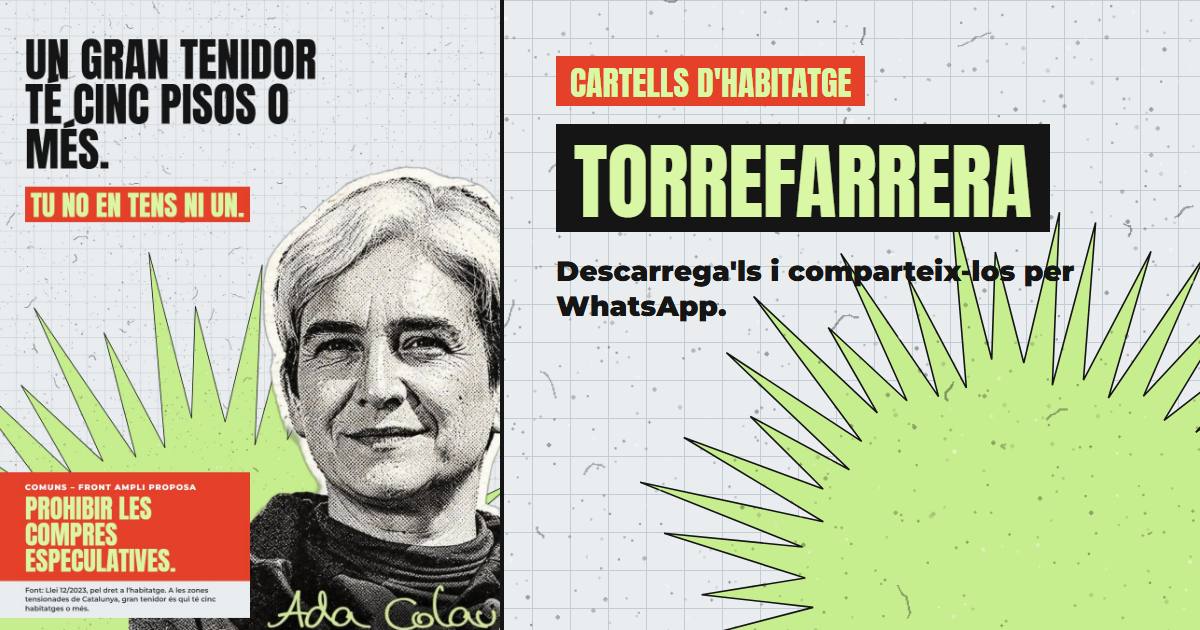 UN GRAN TENIDOR
TÉ CINC PISOS O
MÉS.
TU NO EN TENS NI UN.
COMUNS – FRONT AMPLI PROPOSA
PROHIBIR LES
COMPRES
ESPECULATIVES.
Font: Llei 12/2023, pel dret a l'habitatge. A les zones
tensionades de Catalunya, gran tenidor és qui té cinc
habitatges o més.
Ada Colau
CARTELLS D'HABITATGE
TORREFARRERA
Descarrega'ls i comparteix-los per
WhatsApp.